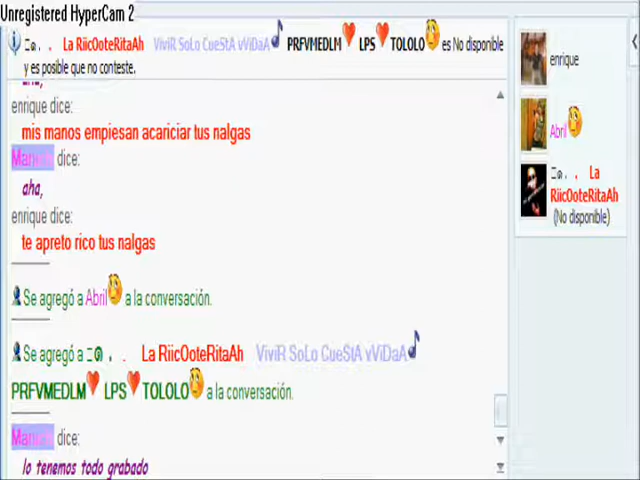 Unregistered HyperCam 2
La RiicOoteRitaAh ViviR SoLo CueStA vViDaA PRFVMEDLM LPS TOLOLO es No disponible
y es posible que no conteste.
enrique dice:
mis manos empiesan acariciar tus nalgas
dice:
aha,
enrique dice:
te apreto rico tus nalgas
Se agregó a Abril a la conversación.
Se agregó a La RiicOoteRitaAh ViviR SoLo CueStA vViDaA
PRFVMEDLM LPS TOLOLO a la conversación.
dice:
lo tenemos todo grabado
enrique
Abril
La
RiicOoteRitaAh
(No disponible)